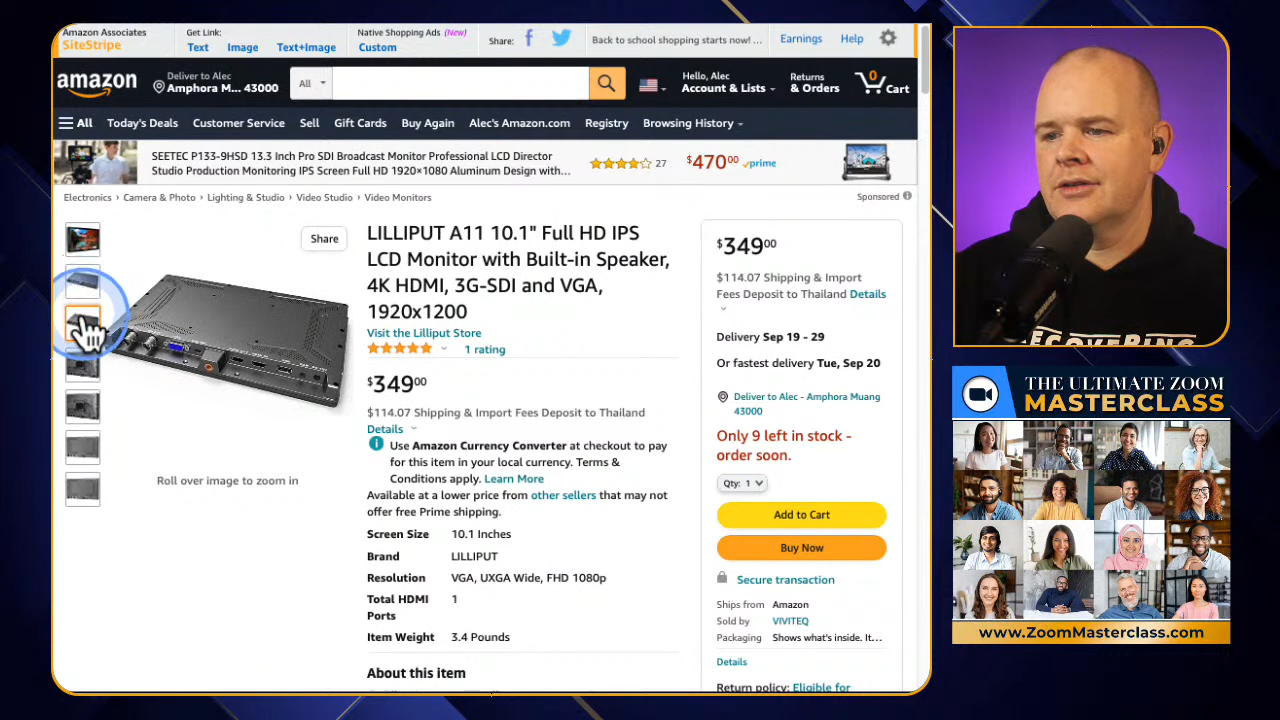 Amazon Associates
SiteStripe
Get Link:
Text Image Text+Image
Native Shopping Ads (New)
Custom
Share:
Back to school shopping starts now! ...
Earnings Help
amazon
Deliver to Alec
Amphora M... 43000
All
Hello, Alec
Account & Lists
Returns
& Orders
0
Cart
All Today's Deals Customer Service Sell Gift Cards Buy Again Alec's Amazon.com Registry Browsing History
SEETEC P133-9HSD 13.3 Inch Pro SDI Broadcast Monitor Professional LCD Director
Studio Production Monitoring IPS Screen Full HD 1920×1080 Aluminum Design with...
27
$470.00 prime
Electronics › Camera & Photo › Lighting & Studio › Video Studio › Video Monitors
Sponsored
Share
LILLIPUT A11 10.1" Full HD IPS
LCD Monitor with Built-in Speaker,
4K HDMI, 3G-SDI and VGA,
1920x1200
Visit the Lilliput Store
1 rating
$349.00
$114.07 Shipping & Import Fees Deposit to Thailand
Details
Use Amazon Currency Converter at checkout to pay
for this item in your local currency. Terms &
Conditions apply. Learn More
Available at a lower price from other sellers that may not
offer free Prime shipping.
Screen Size 10.1 Inches
Brand LILLIPUT
Resolution VGA, UXGA Wide, FHD 1080p
Total HDMI
Ports
1
Item Weight 3.4 Pounds
About this item
Roll over image to zoom in
$349.00
$114.07 Shipping & Import
Fees Deposit to Thailand Details
Delivery Sep 19 - 29
Or fastest delivery Tue, Sep 20
Deliver to Alec - Amphora Muang
43000
Only 9 left in stock -
order soon.
Qty: 1
Add to Cart
Buy Now
Secure transaction
Ships from Amazon
Sold by VIVITEQ
Packaging Shows what's inside. It...
Details
Return policy: Eligible for
THE ULTIMATE ZOOM
MASTERCLASS
www.ZoomMasterclass.com